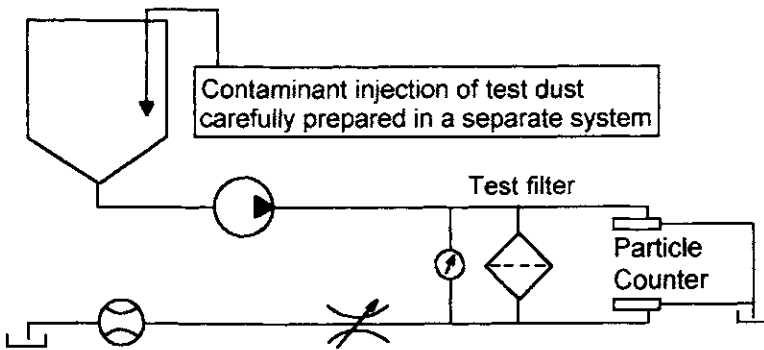 Contaminant injection of test dust
carefully prepared in a separate system
Test filter
Particle
Counter